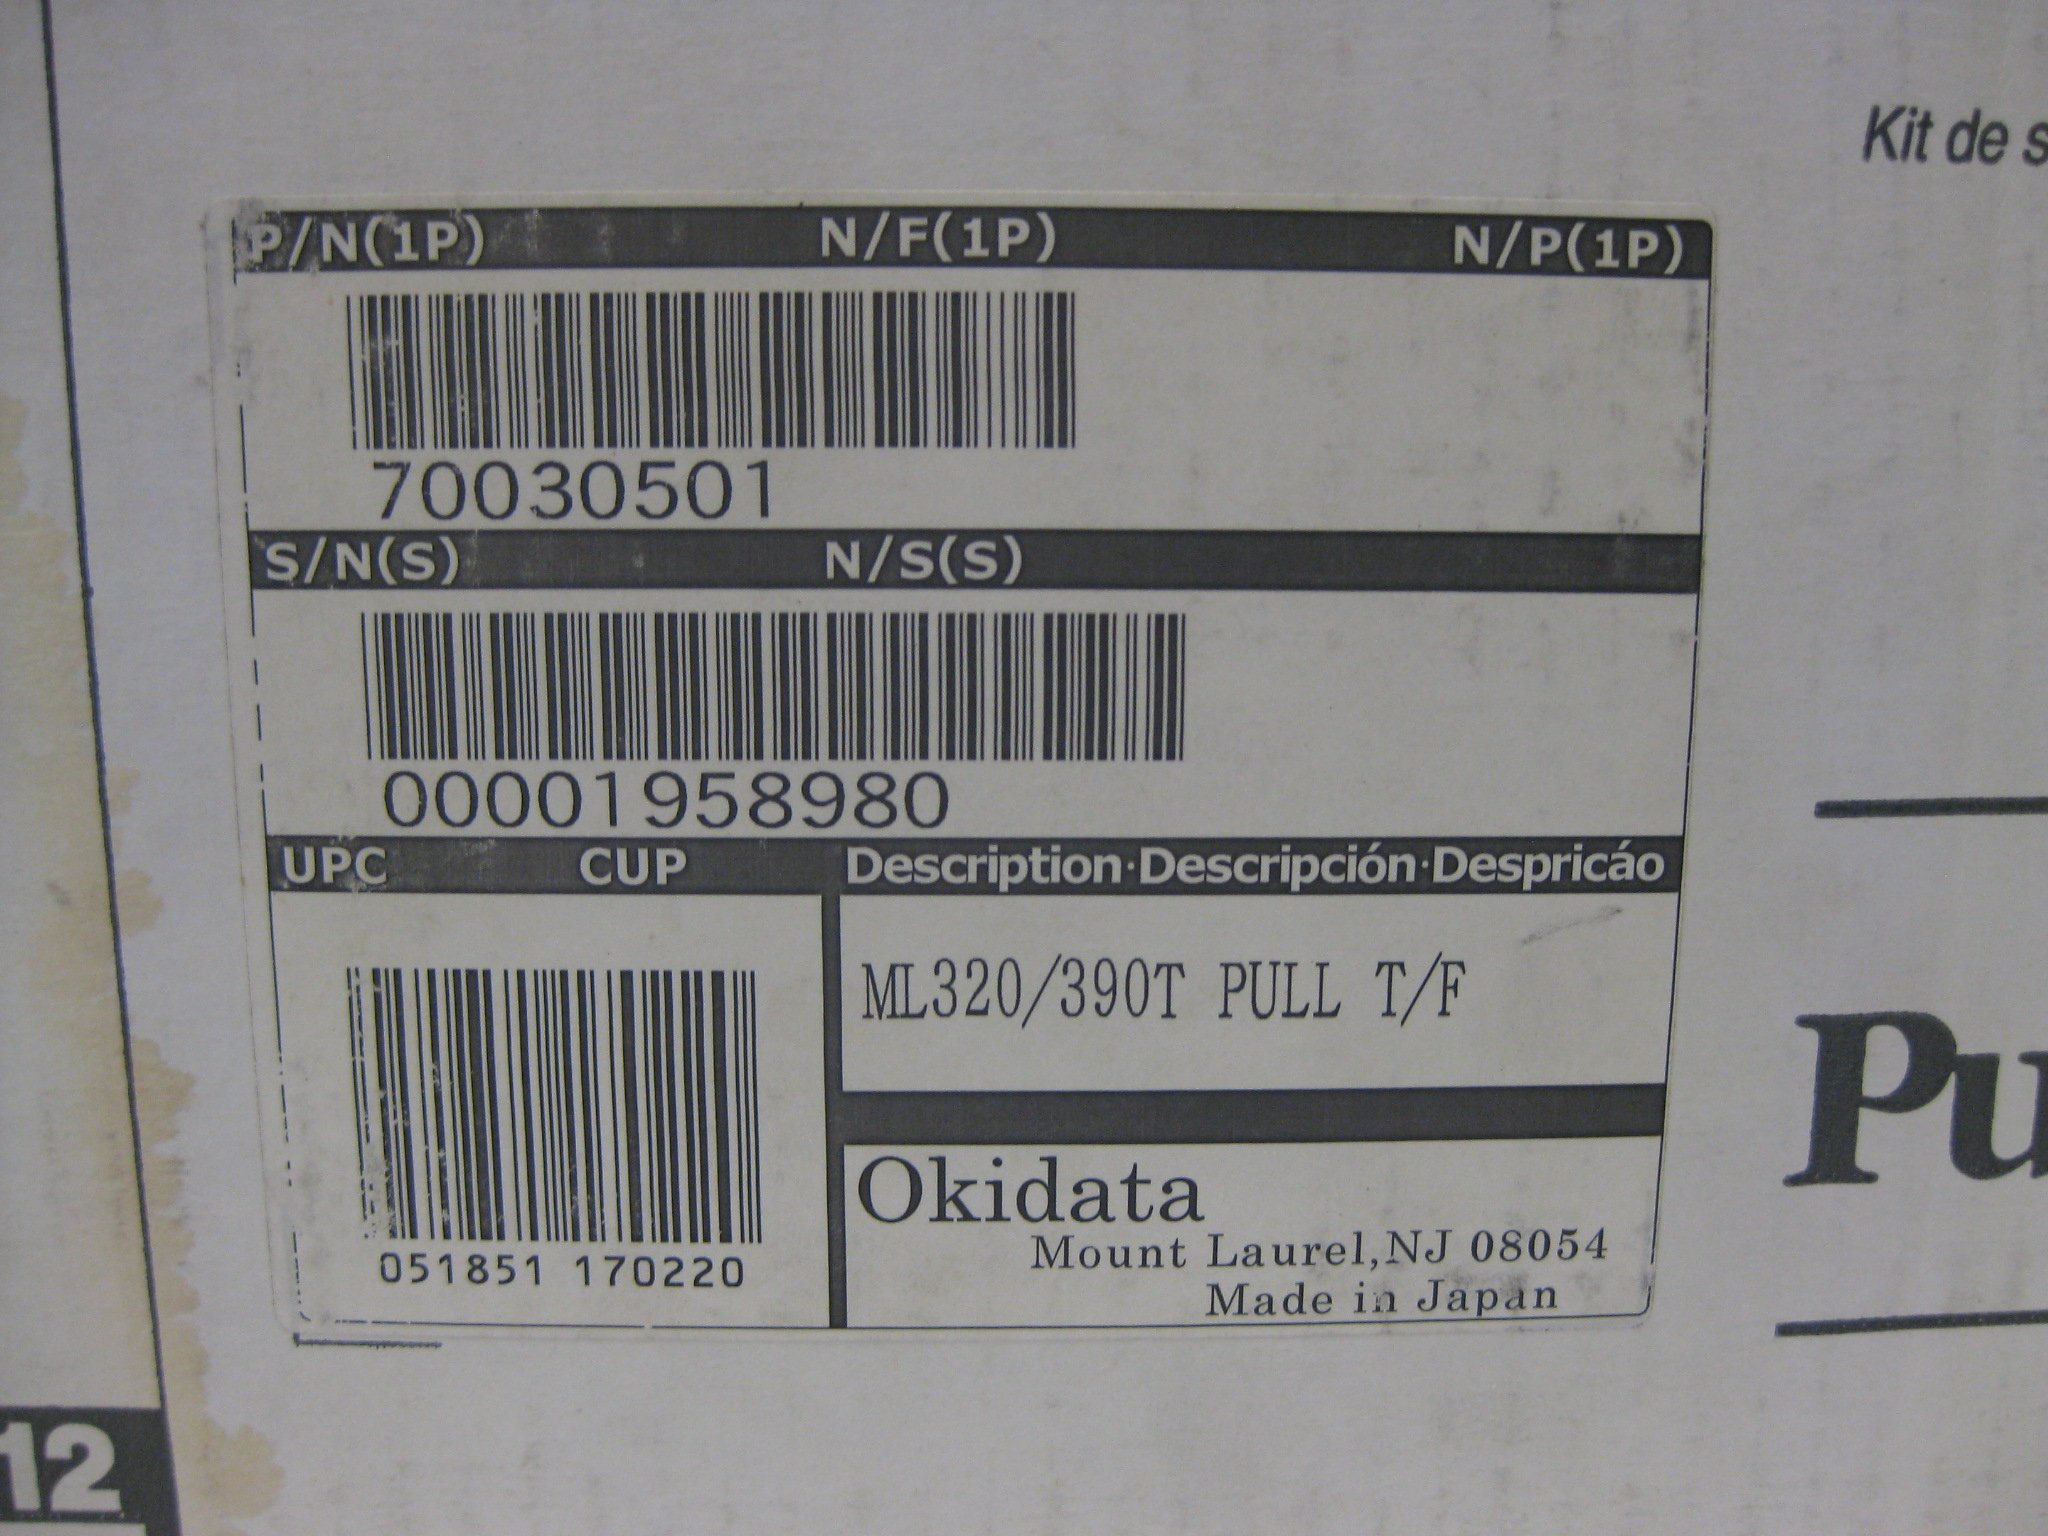 Kit de s
P/N(1P) N/F(1P) N/P(1P)
70030501
S/N(S) N/S(S)
00001958980
UPC CUP Description·Descripción·Despricáo
ML320/390T PULL T/F
051851 170220
Okidata
Mount Laurel,NJ 08054
Made in Japan
Pu
12